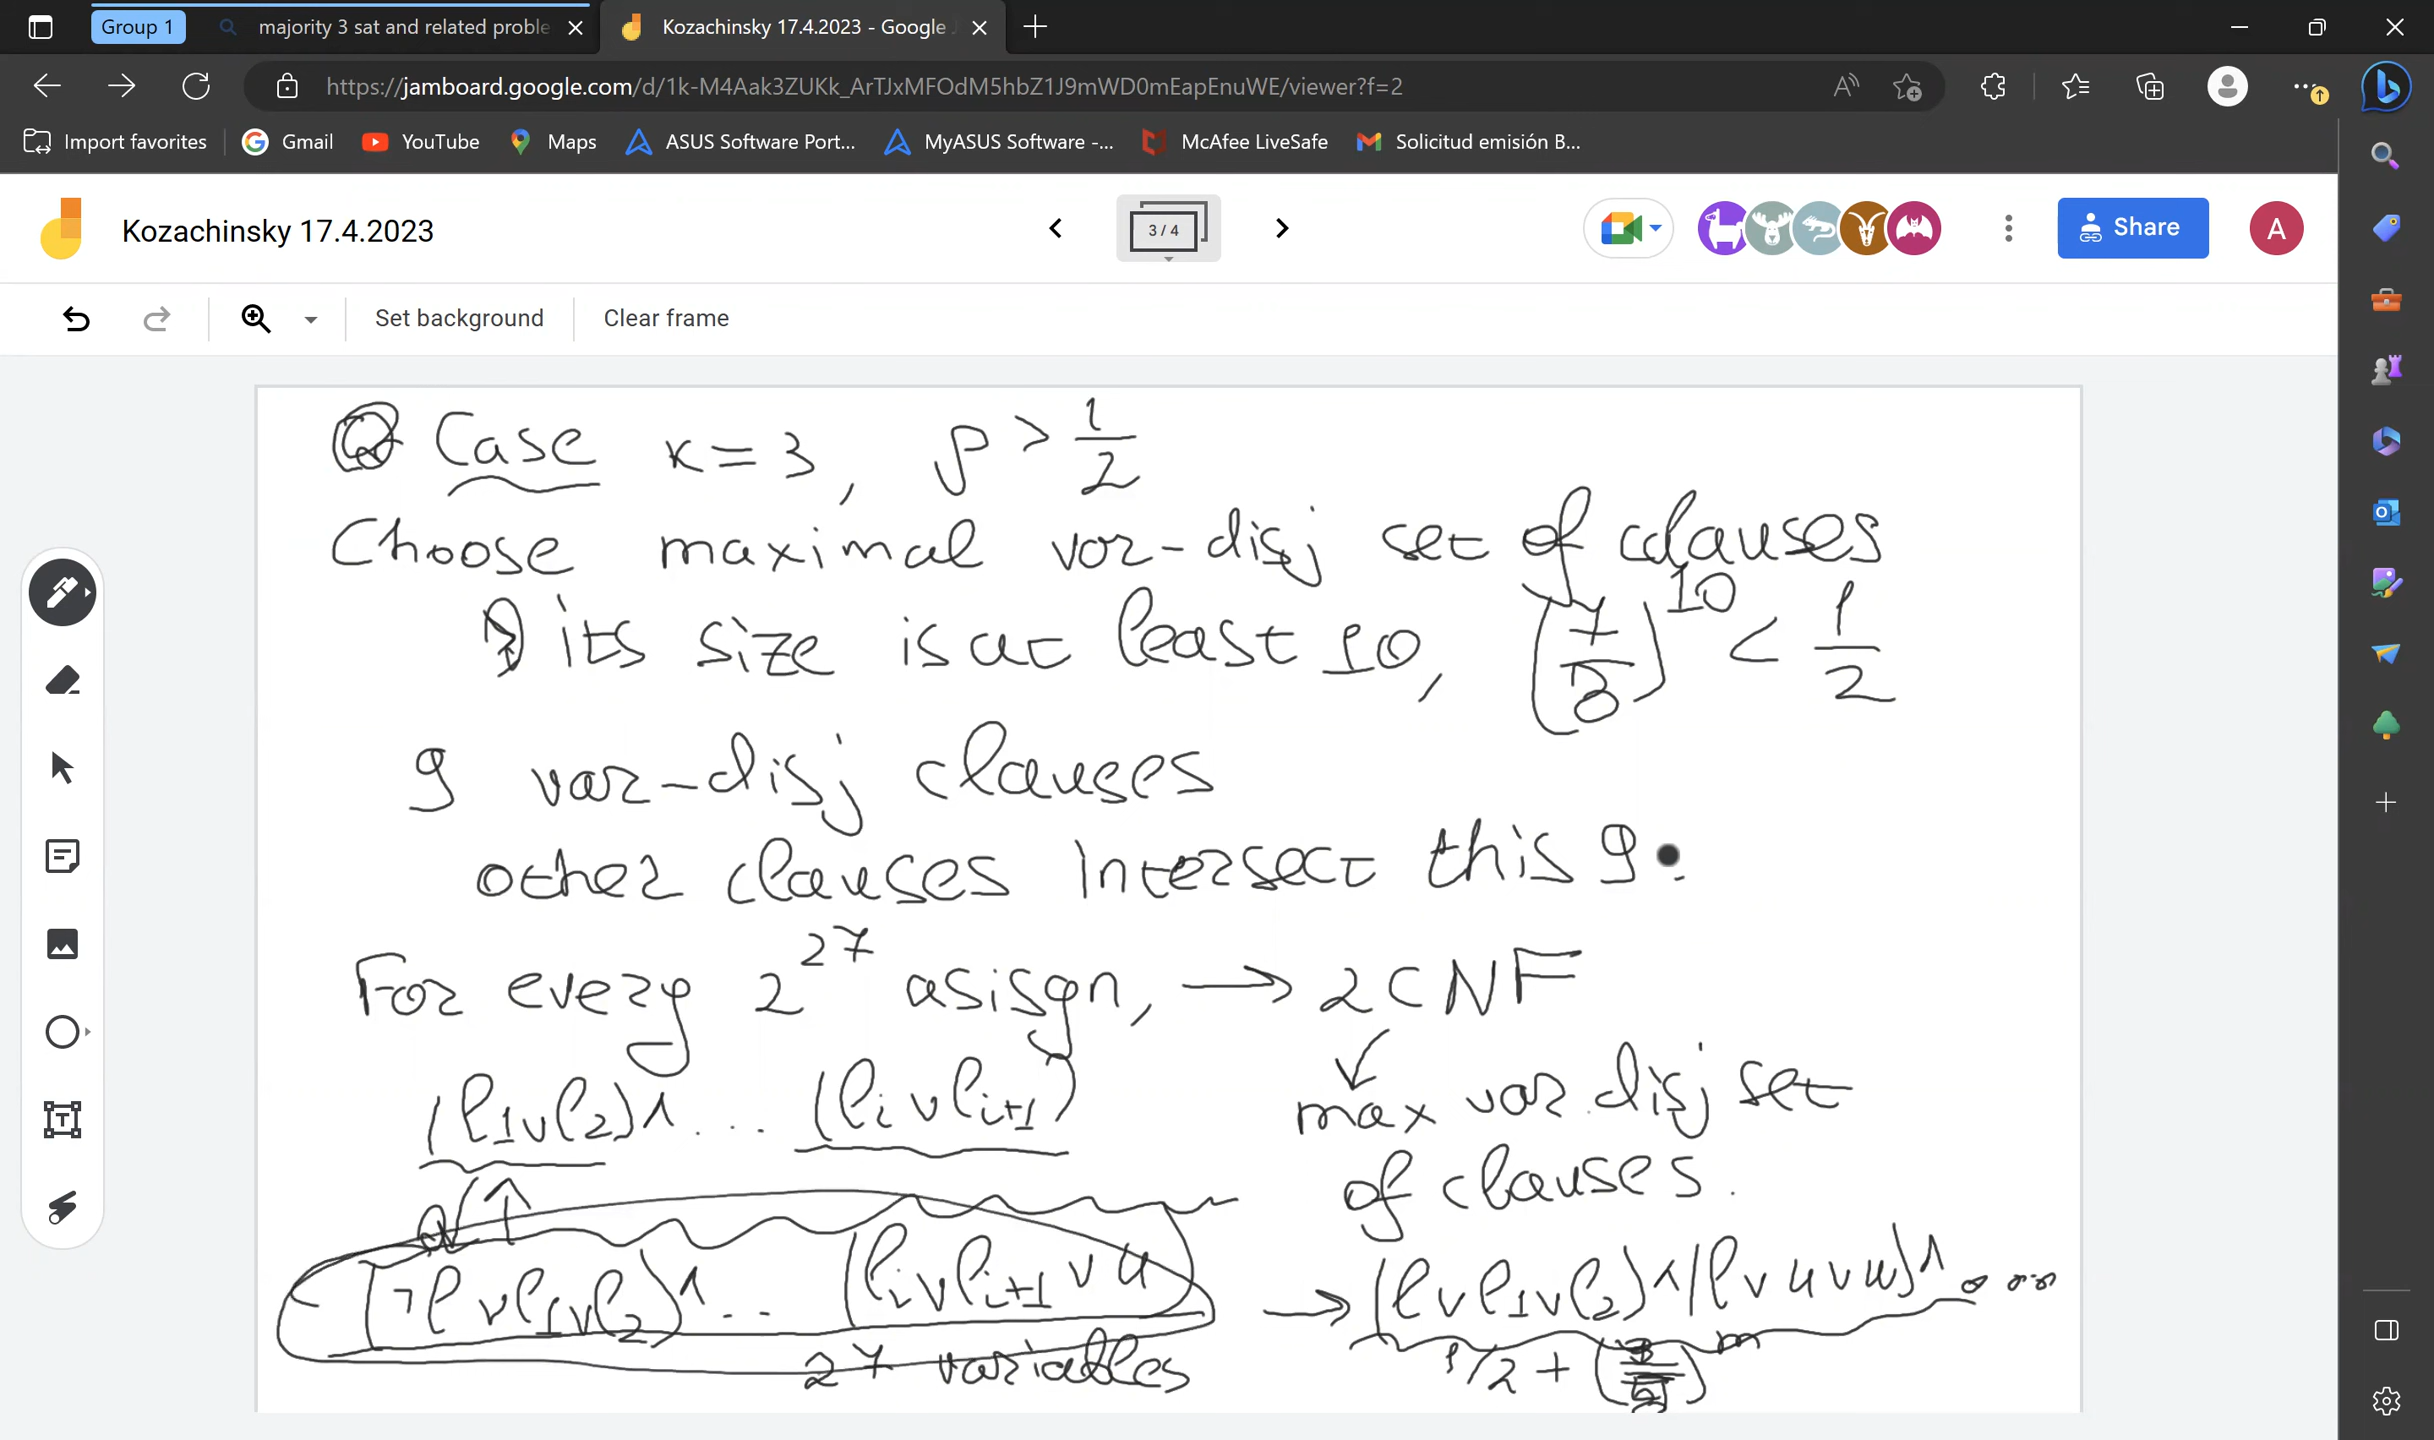 Group 1 majority 3 sat and related proble Kozachinsky 17.4.2023 - Google J
https://jamboard.google.com/d/1k-M4Aak3ZUKk_ArTJxMFOdM5hbZ1J9mWD0mEapEnuWE/viewer?f=2
Import favorites Gmail YouTube Maps ASUS Software Port... MyASUS Software -... McAfee LiveSafe Solicitud emisión B...
Kozachinsky 17.4.2023 3 / 4 Share A
Set background Clear frame
Case k = 3, ρ > 1/2
Choose maximal var-disj set of clauses
1) its size is at least 10, (7/8)^10 < 1/2
9 var-disj clauses
other clauses intersect this 9.
For every 2^27 asisgn, → 2CNF
(l1 ∨ l2) ∧ ... (li ∨ li+1)
max var. disj set
of clauses.
(¬l ∨ l1 ∨ l2) ∧ ... (li ∨ li+1 ∨ u) → (l ∨ l1 ∨ l2) ∧ (l ∨ u ∨ w) ∧
27 variables 1/2 +